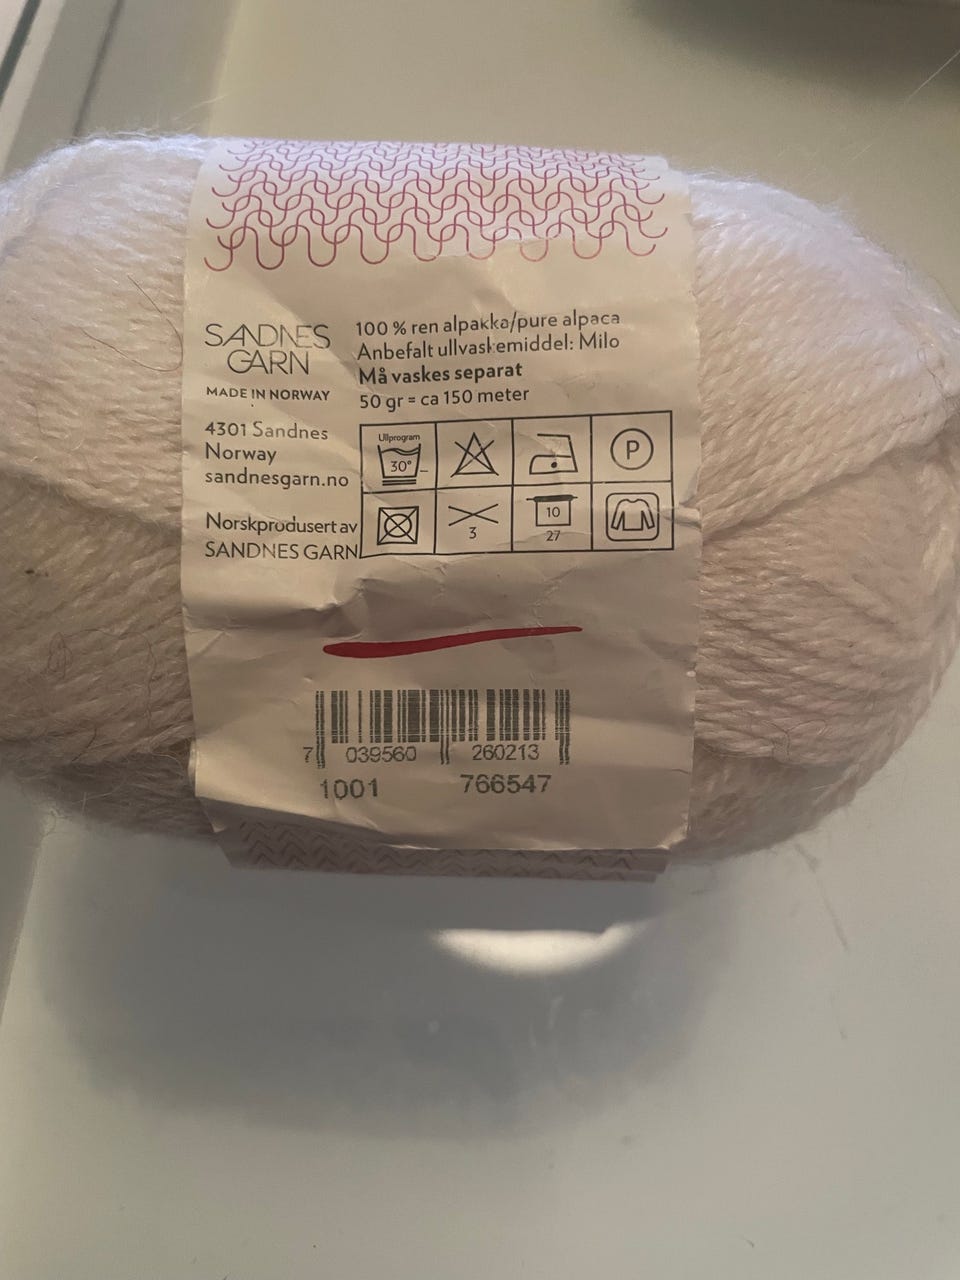 SANDNES
GARN
MADE IN NORWAY
4301 Sandnes
Norway
sandnesgarn.no
Norskprodusert av
SANDNES GARN
100 % ren alpakka/pure alpaca
Anbefalt ullvaskemiddel: Milo
Må vaskes separat
50 gr = ca 150 meter
Ullprogram
30°
P
3
10
27
7 039560 260213
1001 766547